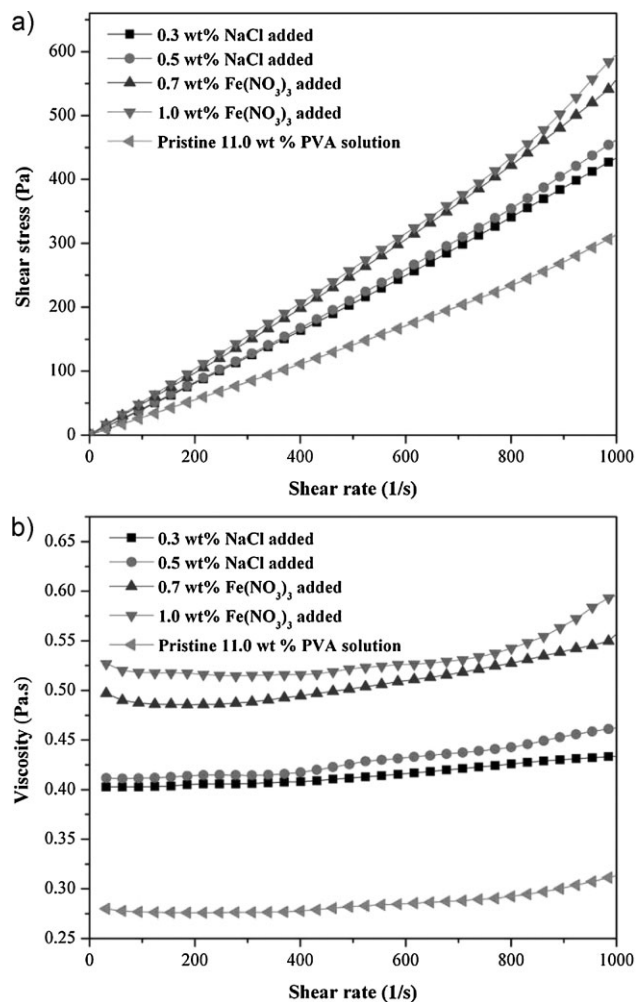 a)
0.3 wt% NaCl added
0.5 wt% NaCl added
0.7 wt% Fe(NO₃)₃ added
1.0 wt% Fe(NO₃)₃ added
Pristine 11.0 wt % PVA solution
Shear stress (Pa)
600
500
400
300
200
100
0
0 200 400 600 800 1000
Shear rate (1/s)
b)
0.3 wt% NaCl added
0.5 wt% NaCl added
0.7 wt% Fe(NO₃)₃ added
1.0 wt% Fe(NO₃)₃ added
Pristine 11.0 wt % PVA solution
Viscosity (Pa.s)
0.65
0.60
0.55
0.50
0.45
0.40
0.35
0.30
0.25
0 200 400 600 800 1000
Shear rate (1/s)